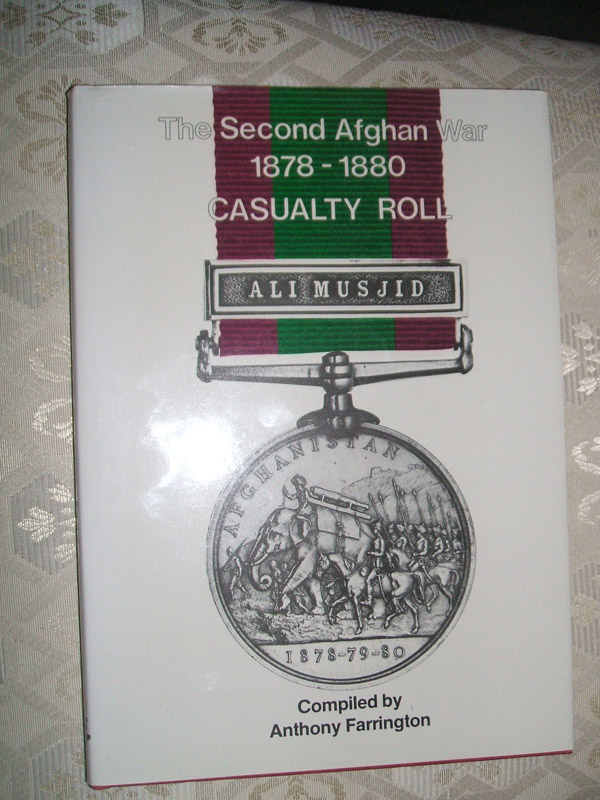 The Second Afghan War
1878 - 1880
CASUALTY ROLL
ALI MUSJID
AFGHANISTAN
1878-79-80
Compiled by
Anthony Farrington